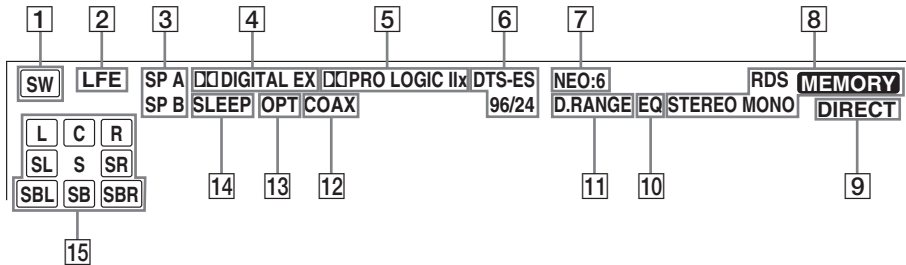 1 2 3 4 5 6 7 8
SW LFE SP A DIGITAL EX PRO LOGIC IIx DTS-ES NEO:6 RDS MEMORY
SP B SLEEP OPT COAX 96/24 D.RANGE EQ STEREO MONO DIRECT
L C R
SL S SR
SBL SB SBR
14 13 12 11 10 9
15